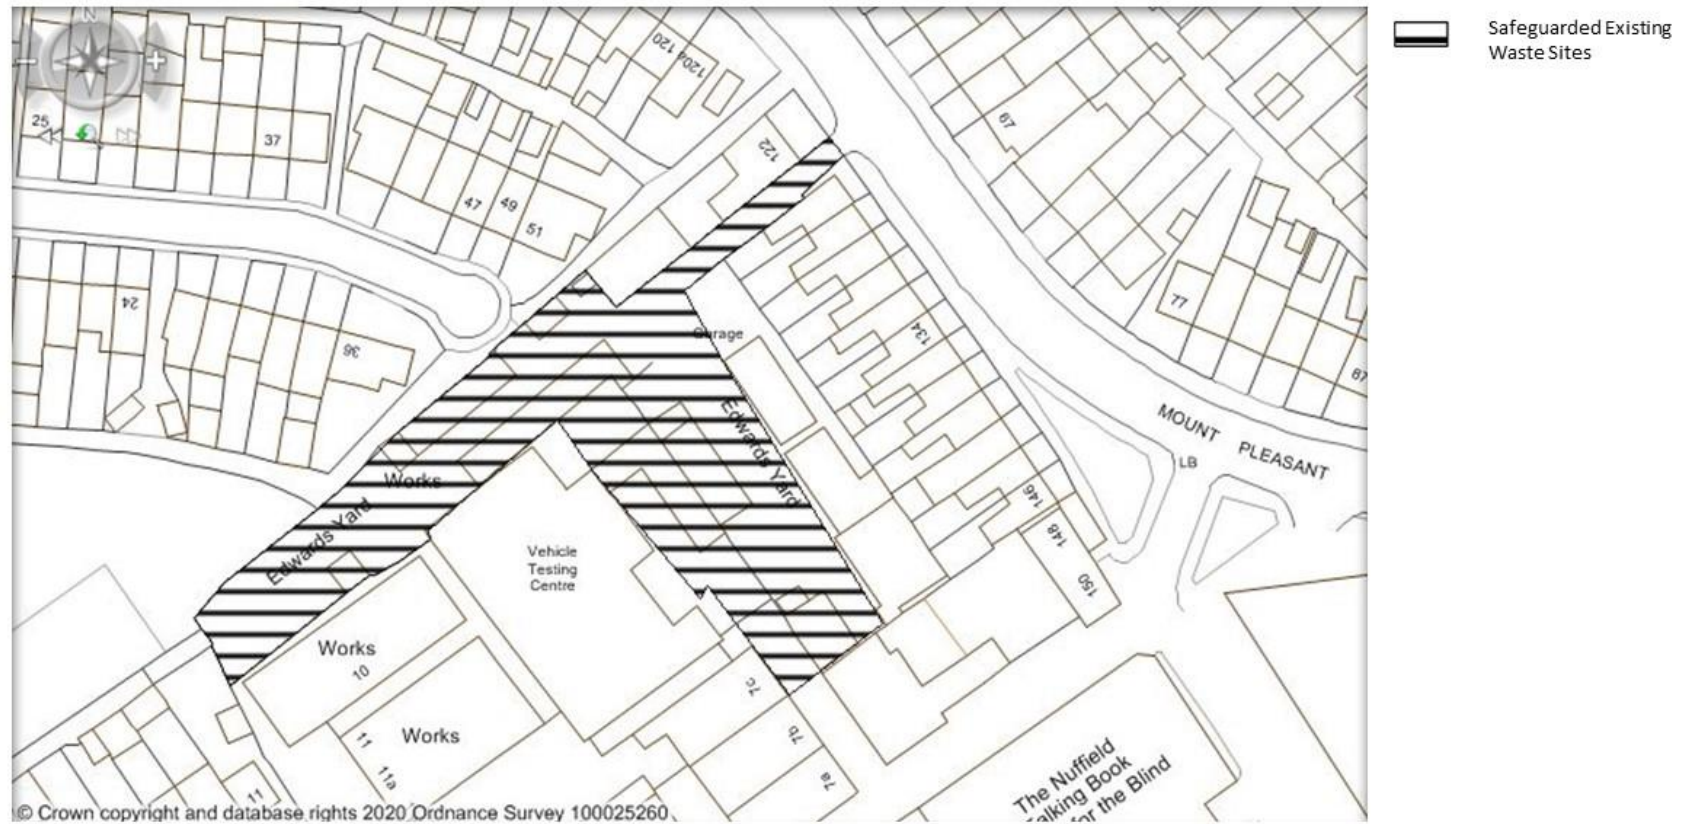 Safeguarded Existing
Waste Sites
N
120
120a
122
25
37
67
47
49
51
24
36
77
134
87
Garage
MOUNT PLEASANT
LB
Edwards Yard
Works
Edwards Yard
146
148
150
Vehicle
Testing
Centre
Works
10
7c
11
Works
11a
7b
7a
11
The Nuffield
alking Book
for the Blind
© Crown copyright and database rights 2020 Ordnance Survey 100025260